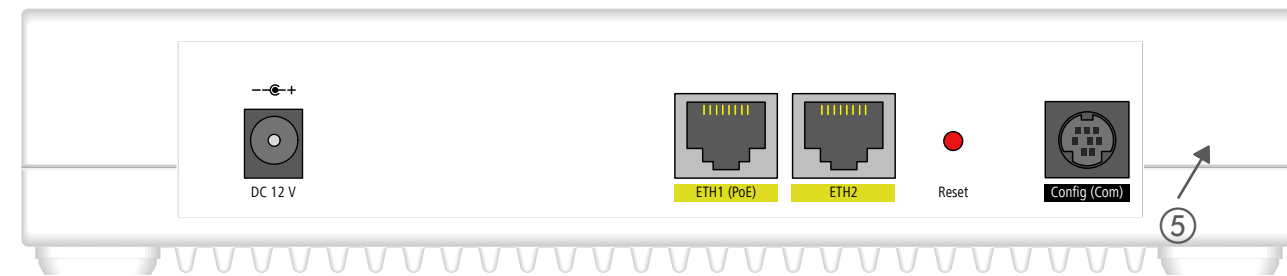 DC 12 V
ETH1 (PoE)
ETH2
Reset
Config (Com)
5